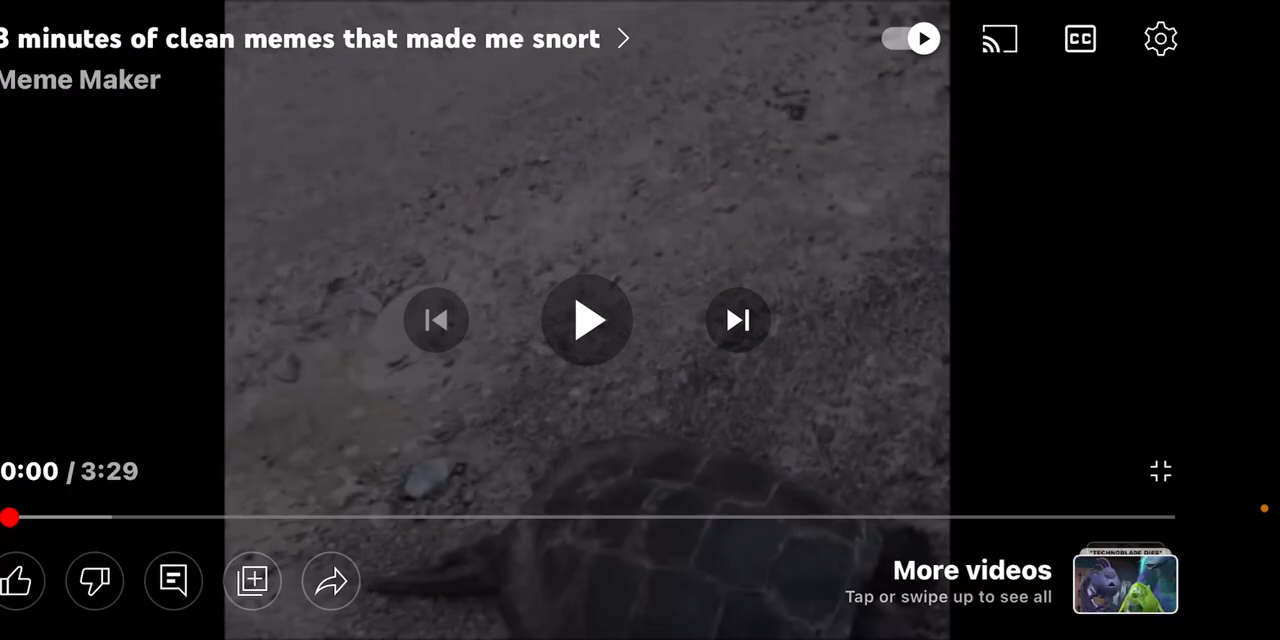 3 minutes of clean memes that made me snort
Meme Maker
CC
0:00 / 3:29
More videos
Tap or swipe up to see all
"TECHNOBLADE DIES"